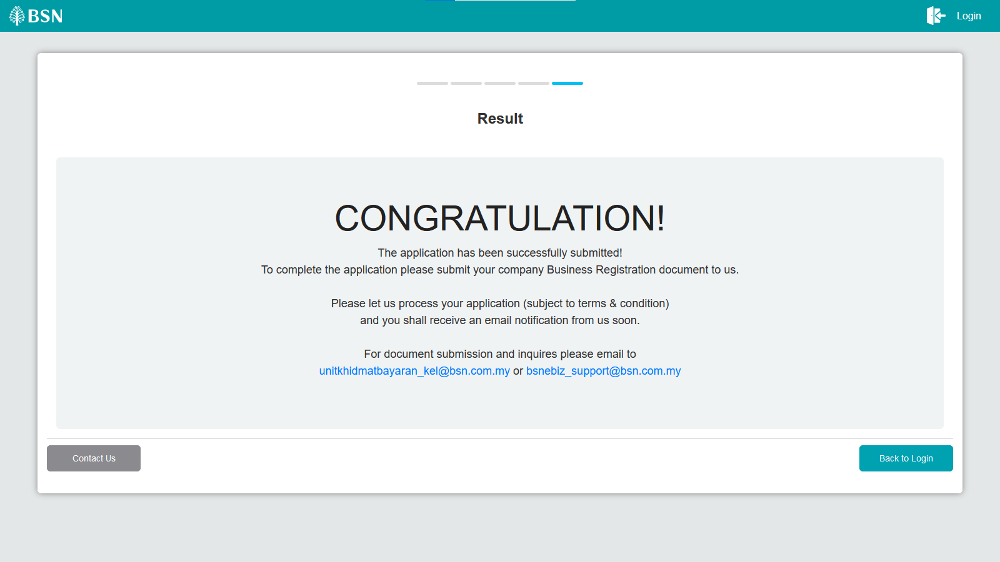 BSN
Login
Result
CONGRATULATION!
The application has been successfully submitted!
To complete the application please submit your company Business Registration document to us.
Please let us process your application (subject to terms & condition)
and you shall receive an email notification from us soon.
For document submission and inquires please email to
unitkhidmatbayaran_kel@bsn.com.my or bsnebiz_support@bsn.com.my
Contact Us
Back to Login